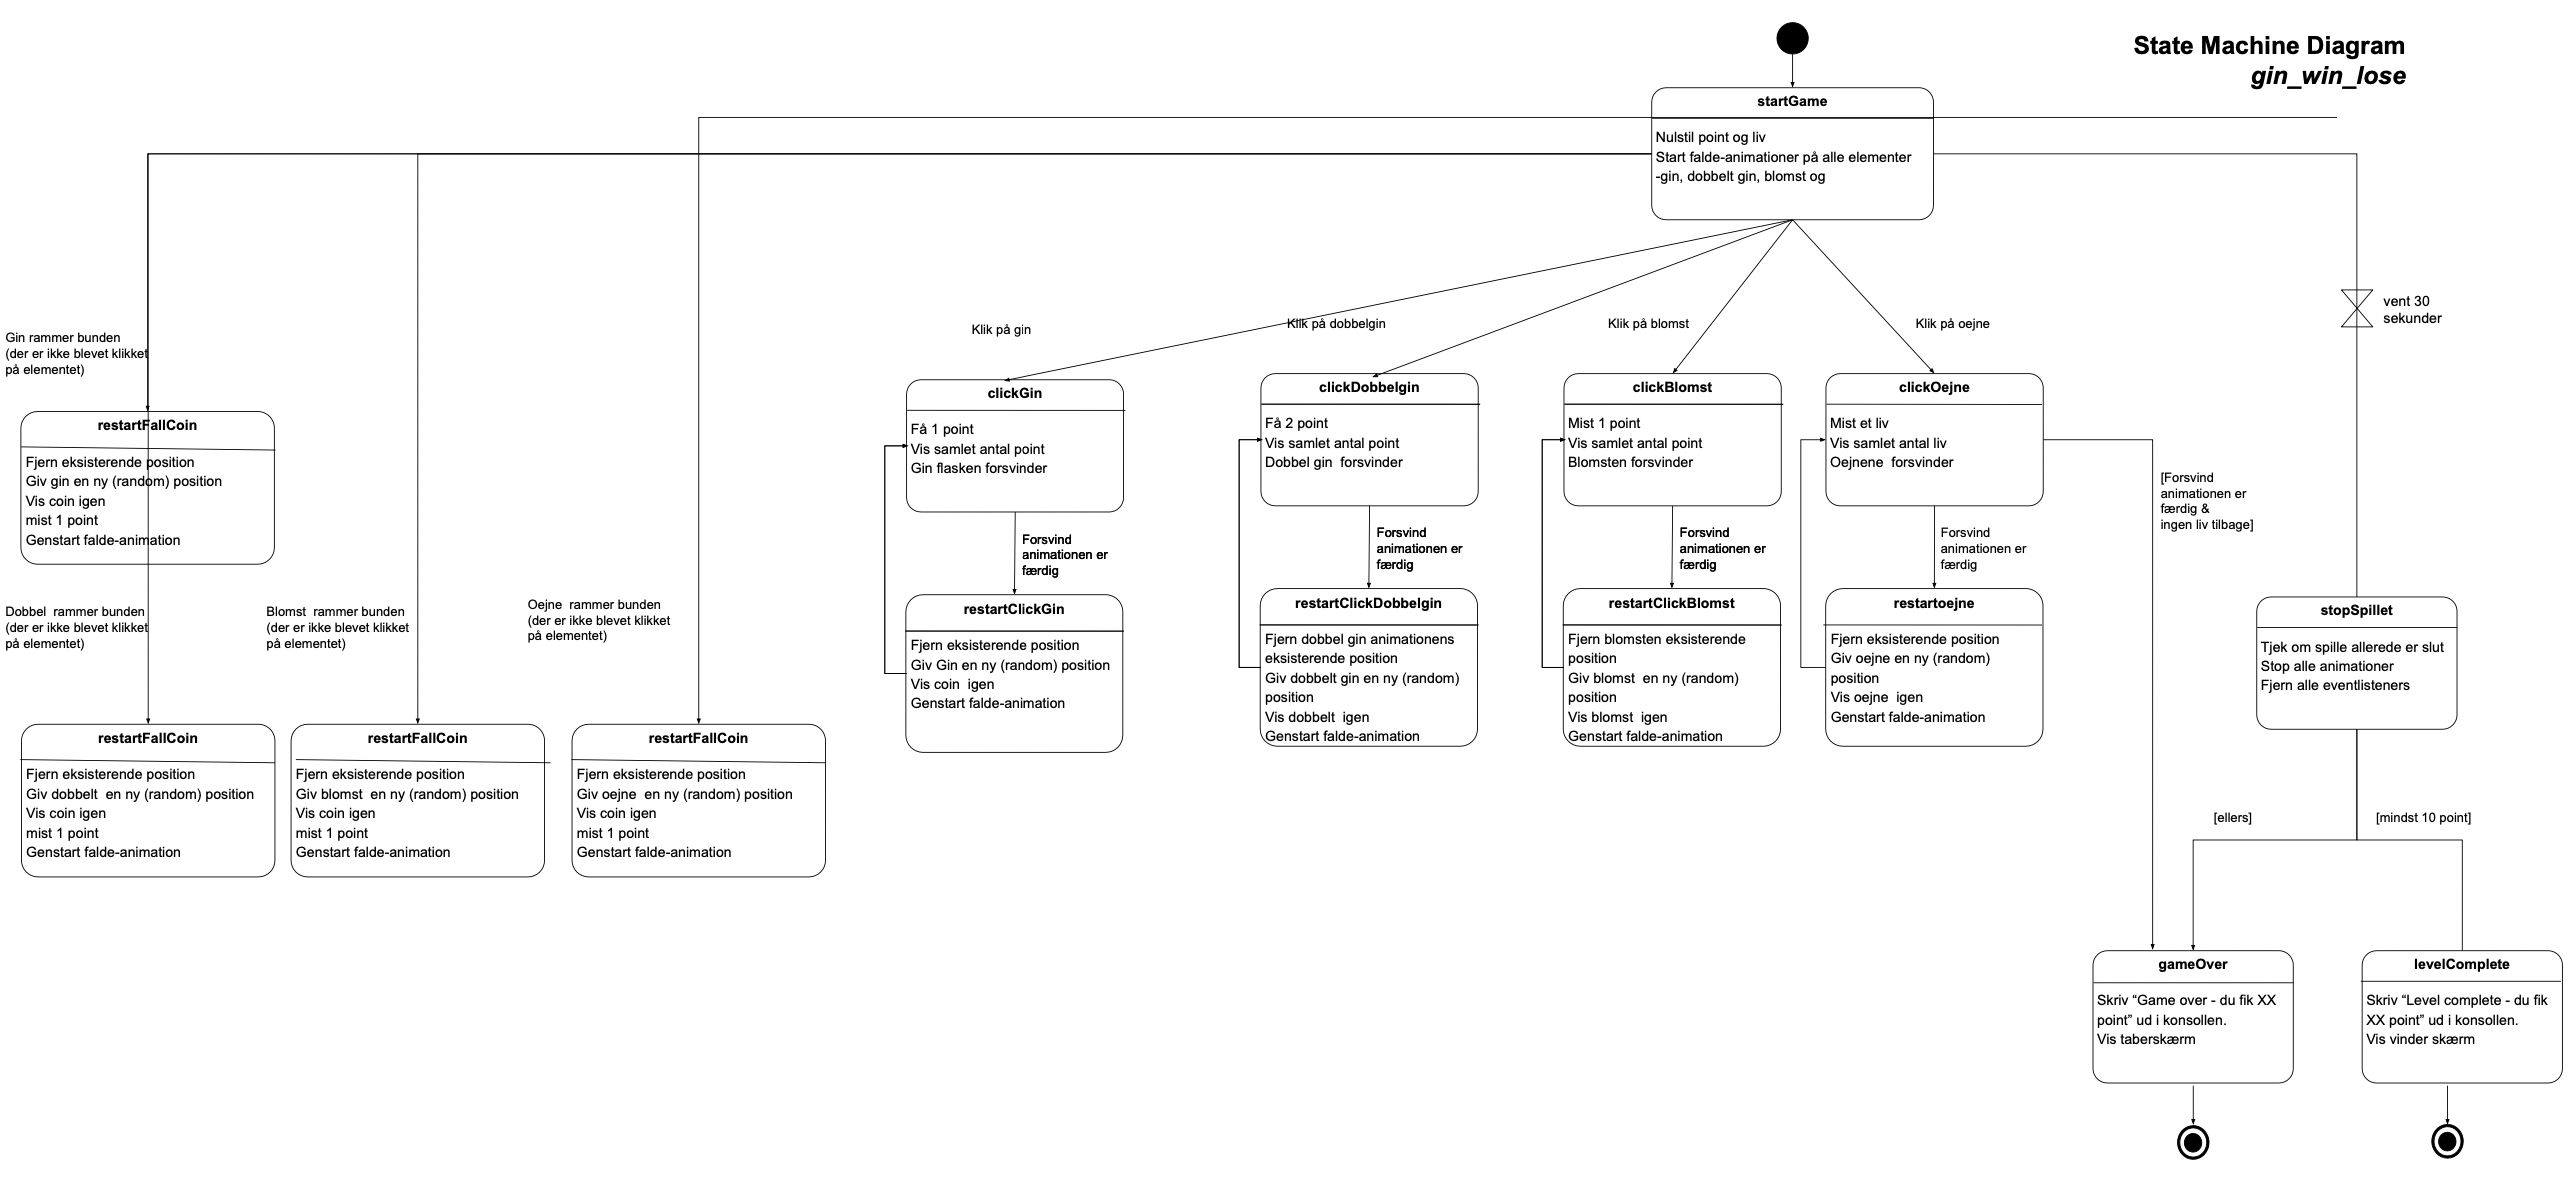 State Machine Diagram
gin_win_lose
startGame
Nulstil point og liv
Start falde-animationer på alle elementer
-gin, dobbelt gin, blomst og
vent 30
sekunder
Gin rammer bunden
(der er ikke blevet klikket
på elementet)
Klik på gin
Klik på dobbelgin
Klik på blomst
Klik på oejne
restartFallCoin
Fjern eksisterende position
Giv gin en ny (random) position
Vis coin igen
mist 1 point
Genstart falde-animation
clickGin
Få 1 point
Vis samlet antal point
Gin flasken forsvinder
clickDobbelgin
Få 2 point
Vis samlet antal point
Dobbel gin  forsvinder
clickBlomst
Mist 1 point
Vis samlet antal point
Blomsten forsvinder
clickOejne
Mist et liv
Vis samlet antal liv
Oejnene  forsvinder
[Forsvind
animationen er
færdig &
ingen liv tilbage]
Forsvind
animationen er
færdig
Forsvind
animationen er
færdig
Forsvind
animationen er
færdig
Forsvind
animationen er
færdig
Dobbel  rammer bunden
(der er ikke blevet klikket
på elementet)
Blomst  rammer bunden
(der er ikke blevet klikket
på elementet)
Oejne  rammer bunden
(der er ikke blevet klikket
på elementet)
restartClickGin
Fjern eksisterende position
Giv Gin en ny (random) position
Vis coin  igen
Genstart falde-animation
restartClickDobbelgin
Fjern dobbel gin animationens
eksisterende position
Giv dobbelt gin en ny (random)
position
Vis dobbelt  igen
Genstart falde-animation
restartClickBlomst
Fjern blomsten eksisterende
position
Giv blomst  en ny (random)
position
Vis blomst  igen
Genstart falde-animation
restartoejne
Fjern eksisterende position
Giv oejne en ny (random)
position
Vis oejne  igen
Genstart falde-animation
stopSpillet
Tjek om spille allerede er slut
Stop alle animationer
Fjern alle eventlisteners
restartFallCoin
Fjern eksisterende position
Giv dobbelt  en ny (random) position
Vis coin igen
mist 1 point
Genstart falde-animation
restartFallCoin
Fjern eksisterende position
Giv blomst  en ny (random) position
Vis coin igen
mist 1 point
Genstart falde-animation
restartFallCoin
Fjern eksisterende position
Giv oejne  en ny (random) position
Vis coin igen
mist 1 point
Genstart falde-animation
[ellers]
[mindst 10 point]
gameOver
Skriv “Game over - du fik XX
point” ud i konsollen.
Vis taberskærm
levelComplete
Skriv “Level complete - du fik
XX point” ud i konsollen.
Vis vinder skærm